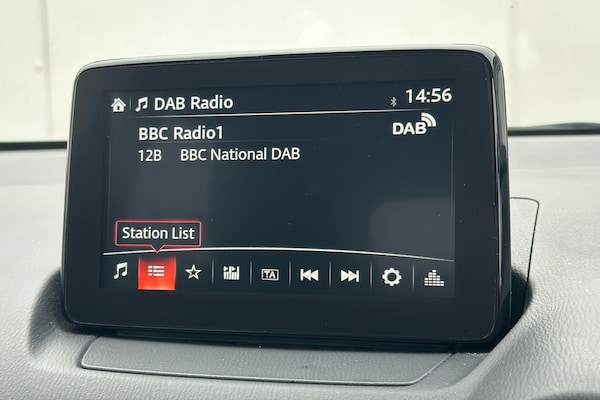 DAB Radio
14:56
BBC Radio1
DAB
12B BBC National DAB
Station List
TA